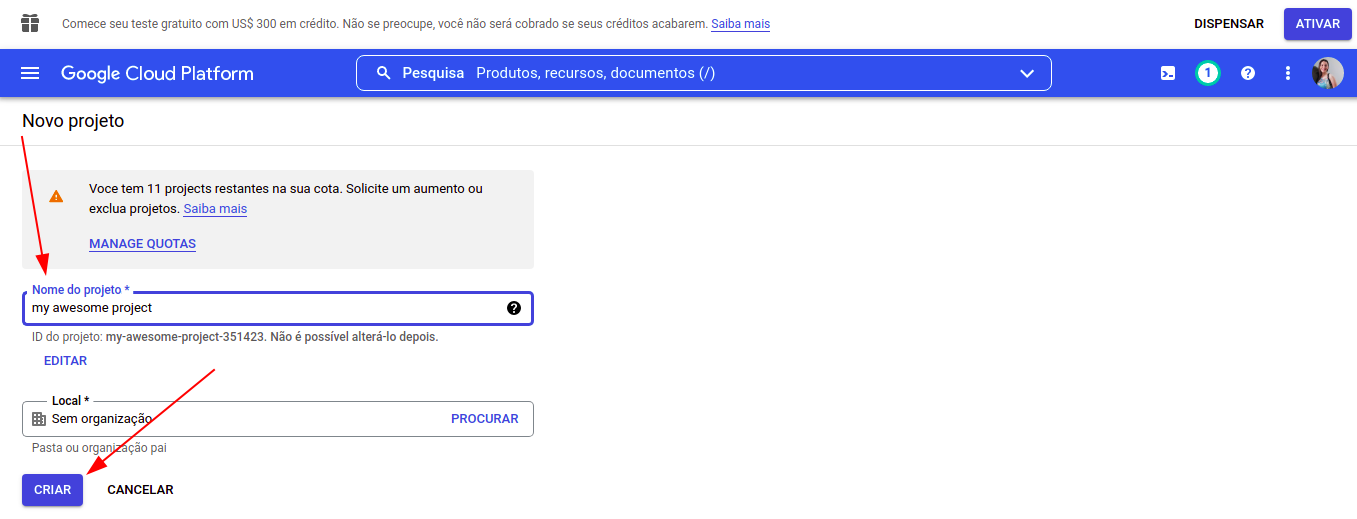 Comece seu teste gratuito com US$ 300 em crédito. Não se preocupe, você não será cobrado se seus créditos acabarem. Saiba mais
DISPENSAR
ATIVAR
Google Cloud Platform
Pesquisa Produtos, recursos, documentos (/)
1
Novo projeto
Voce tem 11 projects restantes na sua cota. Solicite um aumento ou
exclua projetos. Saiba mais
MANAGE QUOTAS
Nome do projeto *
my awesome project
ID do projeto: my-awesome-project-351423. Não é possível alterá-lo depois.
EDITAR
Local *
Sem organização
PROCURAR
Pasta ou organização pai
CRIAR
CANCELAR